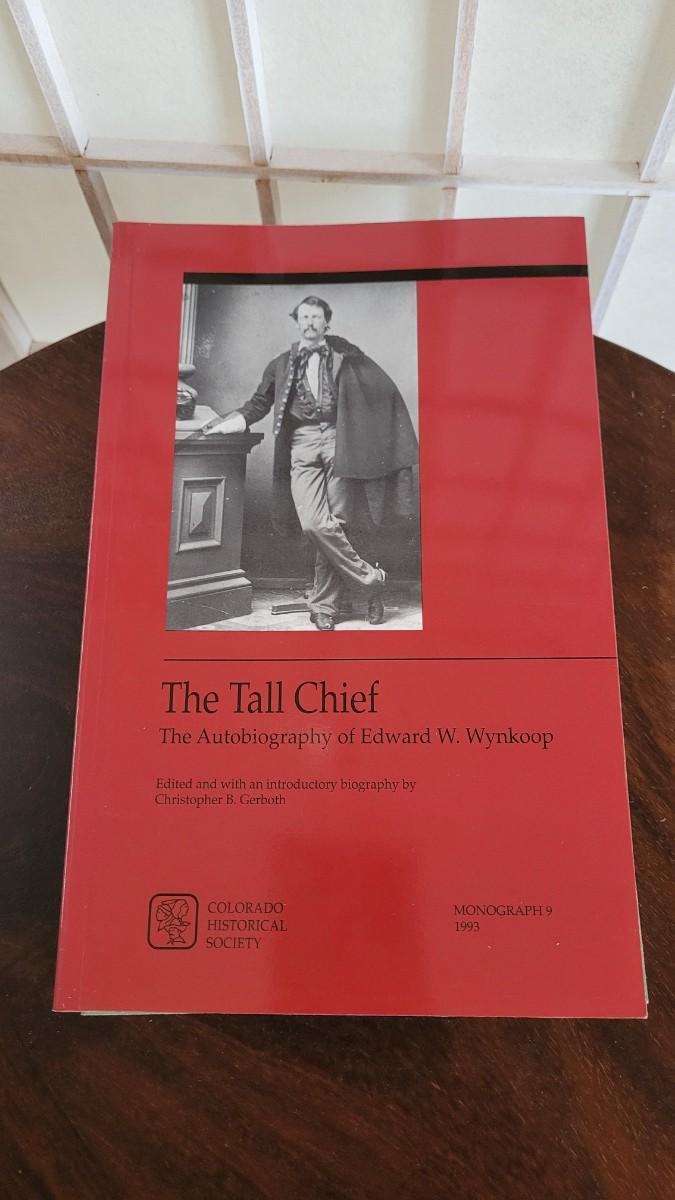 The Tall Chief
The Autobiography of Edward W. Wynkoop
Edited and with an introductory biography by
Christopher B. Gerboth
COLORADO
HISTORICAL
SOCIETY
MONOGRAPH 9
1993